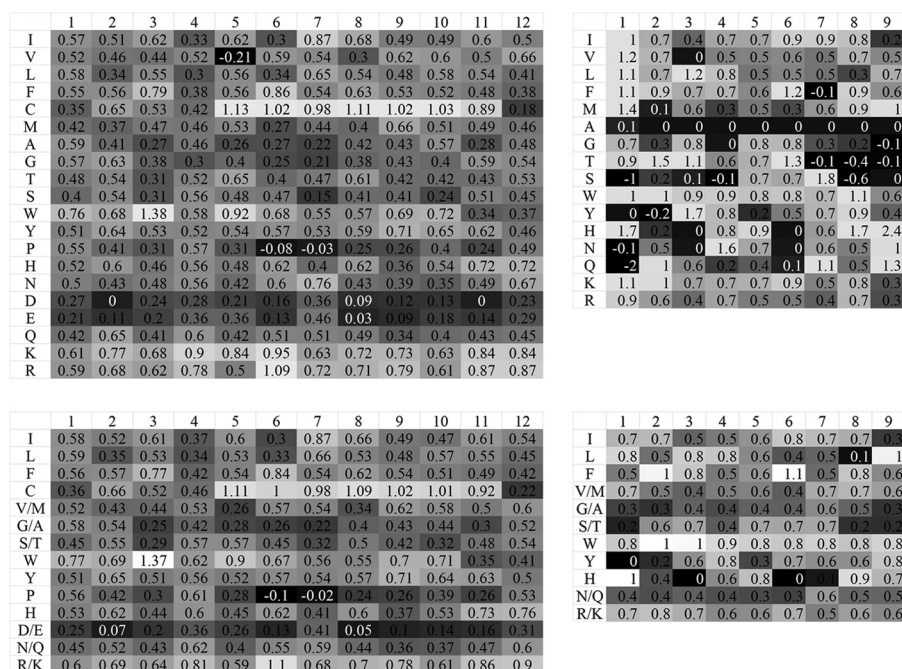 1 2 3 4 5 6 7 8 9 10 11 12
I 0.57 0.51 0.62 0.33 0.62 0.3 0.87 0.68 0.49 0.49 0.6 0.5
V 0.52 0.46 0.44 0.52 -0.21 0.59 0.54 0.3 0.62 0.6 0.5 0.66
L 0.58 0.34 0.55 0.3 0.56 0.34 0.65 0.54 0.48 0.58 0.54 0.41
F 0.55 0.56 0.79 0.38 0.56 0.86 0.54 0.63 0.53 0.52 0.48 0.38
C 0.35 0.65 0.53 0.42 1.13 1.02 0.98 1.11 1.02 1.03 0.89 0.18
M 0.42 0.37 0.47 0.46 0.53 0.27 0.44 0.4 0.66 0.51 0.49 0.46
A 0.59 0.41 0.27 0.46 0.26 0.27 0.22 0.42 0.43 0.57 0.28 0.48
G 0.57 0.63 0.38 0.3 0.4 0.25 0.21 0.38 0.43 0.4 0.59 0.54
T 0.48 0.54 0.31 0.52 0.65 0.4 0.47 0.61 0.42 0.42 0.43 0.53
S 0.4 0.54 0.31 0.56 0.48 0.47 0.15 0.41 0.41 0.24 0.51 0.45
W 0.76 0.68 1.38 0.58 0.92 0.68 0.55 0.57 0.69 0.72 0.34 0.37
Y 0.51 0.64 0.53 0.57 0.53 0.52 0.54 0.59 0.71 0.65 0.62 0.46
P 0.55 0.41 0.31 0.57 0.31 -0.08 -0.03 0.25 0.26 0.4 0.24 0.49
H 0.52 0.6 0.46 0.56 0.48 0.62 0.4 0.62 0.36 0.54 0.72 0.72
N 0.5 0.43 0.48 0.56 0.42 0.6 0.76 0.43 0.39 0.35 0.49 0.67
D 0.27 0 0.24 0.28 0.21 0.16 0.38 0.09 0.12 0.13 0 0.23
E 0.21 0.11 0.2 0.36 0.36 0.13 0.46 0.03 0.09 0.18 0.14 0.29
Q 0.42 0.65 0.41 0.6 0.42 0.51 0.51 0.49 0.34 0.4 0.43 0.45
K 0.61 0.77 0.68 0.9 0.84 0.95 0.63 0.72 0.73 0.63 0.84 0.84
R 0.59 0.68 0.62 0.78 0.5 1.09 0.72 0.71 0.79 0.61 0.87 0.87
1 2 3 4 5 6 7 8 9
I 1 0.7 0.4 0.7 0.7 0.9 0.9 0.8 0.2
V 1.2 0.7 0 0.5 0.5 0.6 0.5 0.7 0.5
L 1.1 0.7 1.2 0.8 0.5 0.5 0.5 0.3 0.7
F 1.1 0.9 0.7 0.7 0.6 1.2 -0.1 0.9 0.6
M 1.4 0.1 0.6 0.3 0.5 0.3 0.6 0.9 1
A 0.1 0 0 0 0 0 0 0 0
G 0.7 0.3 0.8 0 0.8 0.8 0.3 0.2 -0.1
T 0.9 1.5 1.1 0.6 0.7 1.3 -0.1 -0.4 -0.1
S -1 0.2 0.1 -0.1 0.7 0.7 1.8 -0.6 0
W 1 1 0.9 0.9 0.8 0.8 0.7 1.1 0.6
Y 0 -0.2 1.7 0.8 0.2 0.5 0.7 0.9 0.4
H 1.7 0.2 0 0.8 0.9 0 0.8 1.7 2.4
N -0.1 0.5 0 1.6 0.7 0 0.6 0.5 1
Q -2 1 0.6 0.2 0.4 0.1 1.1 0.5 1.3
K 1.1 1 0.7 0.7 0.7 0.9 0.5 0.8 0.3
R 0.9 0.6 0.4 0.7 0.5 0.5 0.4 0.7 0.3
1 2 3 4 5 6 7 8 9 10 11 12
I 0.58 0.52 0.61 0.37 0.6 0.3 0.87 0.66 0.49 0.47 0.61 0.54
L 0.59 0.35 0.53 0.34 0.53 0.33 0.66 0.53 0.48 0.57 0.55 0.45
F 0.56 0.57 0.77 0.42 0.54 0.84 0.54 0.62 0.54 0.51 0.49 0.42
C 0.36 0.66 0.52 0.46 1.11 1 0.98 1.09 1.02 1.01 0.92 0.22
V/M 0.52 0.43 0.44 0.53 0.26 0.57 0.54 0.34 0.62 0.58 0.5 0.6
G/A 0.58 0.54 0.25 0.42 0.28 0.26 0.22 0.4 0.43 0.44 0.3 0.52
S/T 0.45 0.55 0.29 0.57 0.57 0.45 0.32 0.5 0.42 0.32 0.48 0.54
W 0.77 0.69 1.37 0.62 0.9 0.67 0.56 0.55 0.7 0.71 0.35 0.41
Y 0.51 0.65 0.51 0.56 0.52 0.57 0.54 0.57 0.71 0.64 0.63 0.5
P 0.56 0.42 0.3 0.61 0.28 -0.1 -0.02 0.24 0.26 0.39 0.26 0.53
H 0.53 0.62 0.44 0.6 0.45 0.62 0.41 0.6 0.37 0.53 0.73 0.76
D/E 0.25 0.07 0.2 0.36 0.26 0.13 0.41 0.05 0.1 0.14 0.16 0.31
N/Q 0.45 0.52 0.43 0.62 0.4 0.55 0.59 0.44 0.36 0.37 0.47 0.6
R/K 0.6 0.69 0.64 0.81 0.59 1.1 0.68 0.7 0.78 0.61 0.86 0.9
1 2 3 4 5 6 7 8 9
I 0.7 0.7 0.5 0.5 0.6 0.8 0.7 0.7 0.3
L 0.8 0.5 0.8 0.8 0.6 0.4 0.5 0.1 1
F 0.5 1 0.8 0.5 0.6 1.1 0.5 0.8 0.6
V/M 0.7 0.5 0.4 0.5 0.6 0.4 0.7 0.7 0.6
G/A 0.3 0.3 0.4 0.4 0.4 0.4 0.6 0.5 0.3
S/T 0.2 0.6 0.7 0.4 0.7 0.7 0.7 0.2 0.2
W 0.8 1 1 0.9 0.8 0.8 0.8 0.8 0.8
Y 0 0.2 0.6 0.8 0.3 0.7 0.6 0.6 0.8
H 1 0.4 0 0.6 0.8 0 0.1 0.9 0.7
N/Q 0.4 0.4 0.4 0.4 0.3 0.3 0.6 0.5 0.5
R/K 0.7 0.8 0.7 0.6 0.6 0.7 0.5 0.6 0.6